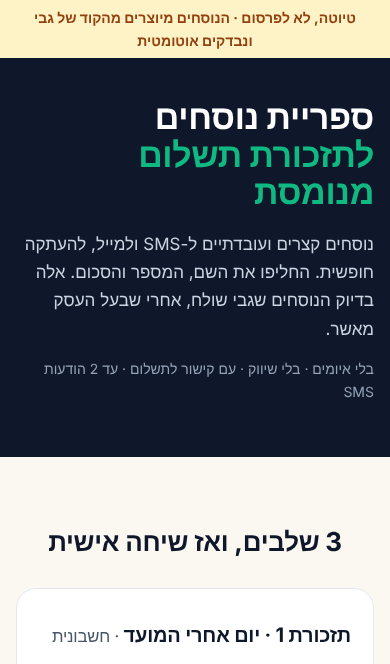 טיוטה, לא לפרסום · הנוסחים מיוצרים מהקוד של גבי
ונבדקים אוטומטית
ספריית נוסחים
לתזכורת תשלום
מנומסת
נוסחים קצרים ועובדתיים ל-SMS ולמייל, להעתקה
חופשית. החליפו את השם, המספר והסכום. אלה
בדיוק הנוסחים שגבי שולח, אחרי שבעל העסק
מאשר.
בלי איומים · בלי שיווק · עם קישור לתשלום · עד 2 הודעות
SMS
3 שלבים, ואז שיחה אישית
תזכורת 1 · יום אחרי המועד · חשבונית